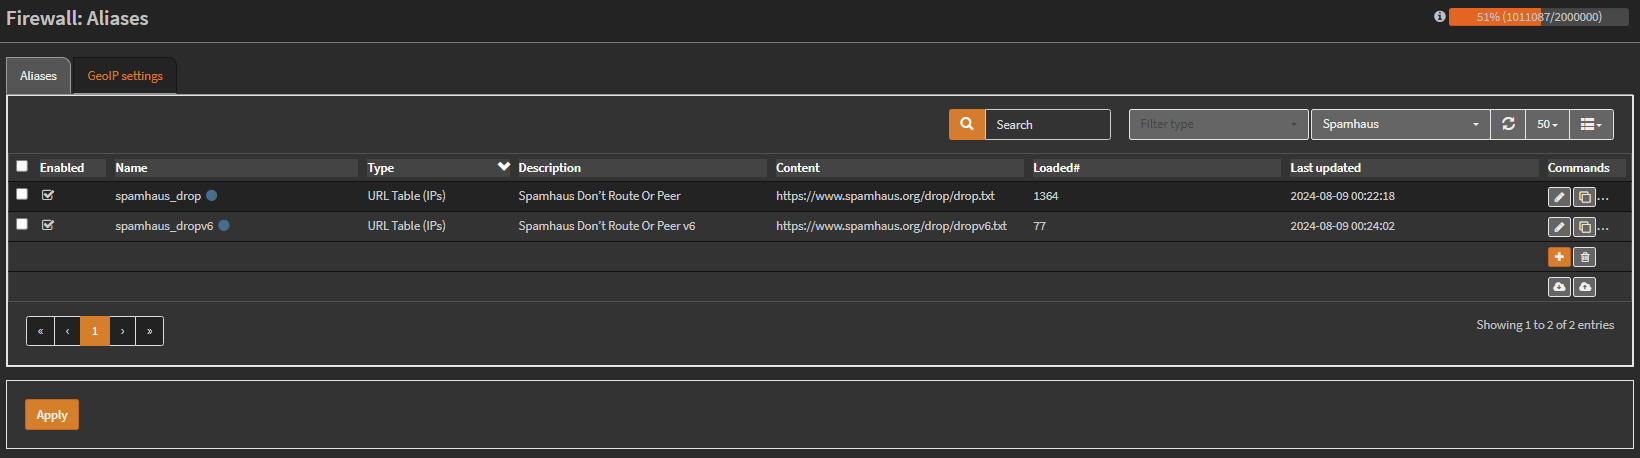 Firewall: Aliases
51% (1011087/2000000)
Aliases GeoIP settings
Search Filter type Spamhaus 50
Enabled Name Type Description Content Loaded# Last updated Commands
spamhaus_drop URL Table (IPs) Spamhaus Don't Route Or Peer https://www.spamhaus.org/drop/drop.txt 1364 2024-08-09 00:22:18 ...
spamhaus_dropv6 URL Table (IPs) Spamhaus Don't Route Or Peer v6 https://www.spamhaus.org/drop/dropv6.txt 77 2024-08-09 00:24:02 ...
« ‹ 1 › » Showing 1 to 2 of 2 entries
Apply